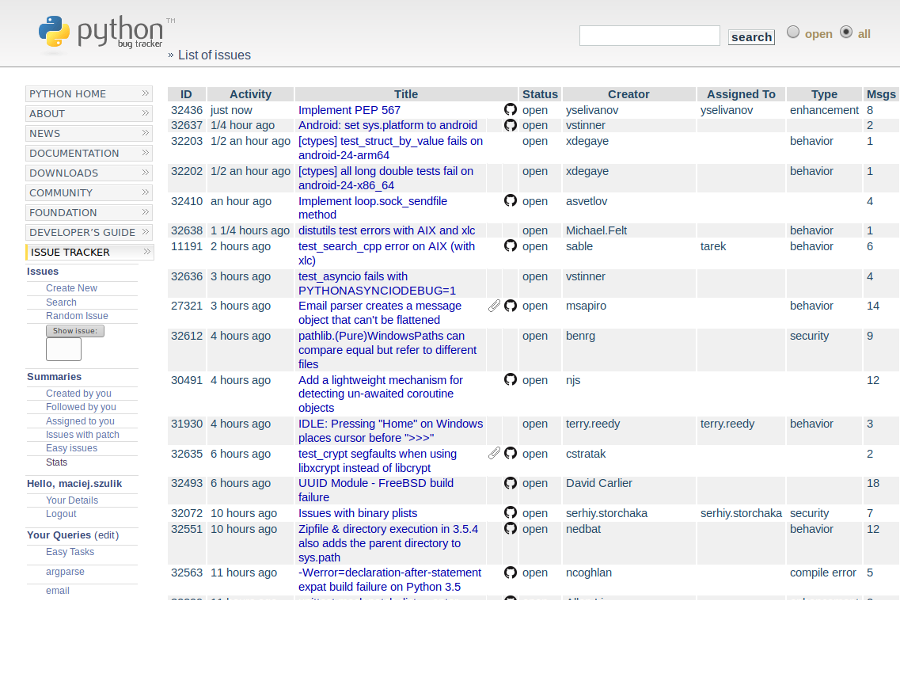 python TM
bug tracker
» List of issues
search open all
PYTHON HOME »
ABOUT »
NEWS »
DOCUMENTATION »
DOWNLOADS »
COMMUNITY »
FOUNDATION »
DEVELOPER'S GUIDE »
ISSUE TRACKER »
Issues
Create New
Search
Random Issue
Show issue:
Summaries
Created by you
Followed by you
Assigned to you
Issues with patch
Easy issues
Stats
Hello, maciej.szulik
Your Details
Logout
Your Queries (edit)
Easy Tasks
argparse
email
ID Activity Title Status Creator Assigned To Type Msgs
32436 just now Implement PEP 567 open yselivanov yselivanov enhancement 8
32637 1/4 hour ago Android: set sys.platform to android open vstinner 2
32203 1/2 an hour ago [ctypes] test_struct_by_value fails on open xdegaye behavior 1
android-24-arm64
32202 1/2 an hour ago [ctypes] all long double tests fail on open xdegaye behavior 1
android-24-x86_64
32410 an hour ago Implement loop.sock_sendfile open asvetlov 4
method
32638 1 1/4 hours ago distutils test errors with AIX and xlc open Michael.Felt behavior 1
11191 2 hours ago test_search_cpp error on AIX (with open sable tarek behavior 6
xlc)
32636 3 hours ago test_asyncio fails with open vstinner 4
PYTHONASYNCIODEBUG=1
27321 3 hours ago Email parser creates a message open msapiro behavior 14
object that can't be flattened
32612 4 hours ago pathlib.(Pure)WindowsPaths can open benrg security 9
compare equal but refer to different
files
30491 4 hours ago Add a lightweight mechanism for open njs 12
detecting un-awaited coroutine
objects
31930 4 hours ago IDLE: Pressing "Home" on Windows open terry.reedy terry.reedy behavior 3
places cursor before ">>>"
32635 6 hours ago test_crypt segfaults when using open cstratak 2
libxcrypt instead of libcrypt
32493 6 hours ago UUID Module - FreeBSD build open David Carlier 18
failure
32072 10 hours ago Issues with binary plists open serhiy.storchaka serhiy.storchaka security 7
32551 10 hours ago Zipfile & directory execution in 3.5.4 open nedbat behavior 12
also adds the parent directory to
sys.path
32563 11 hours ago -Werror=declaration-after-statement open ncoghlan compile error 5
expat build failure on Python 3.5